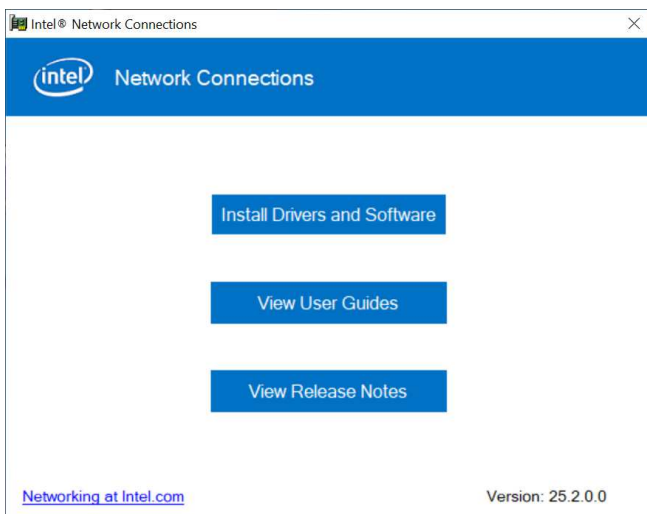 Intel® Network Connections
intel Network Connections
Install Drivers and Software
View User Guides
View Release Notes
Networking at Intel.com Version: 25.2.0.0